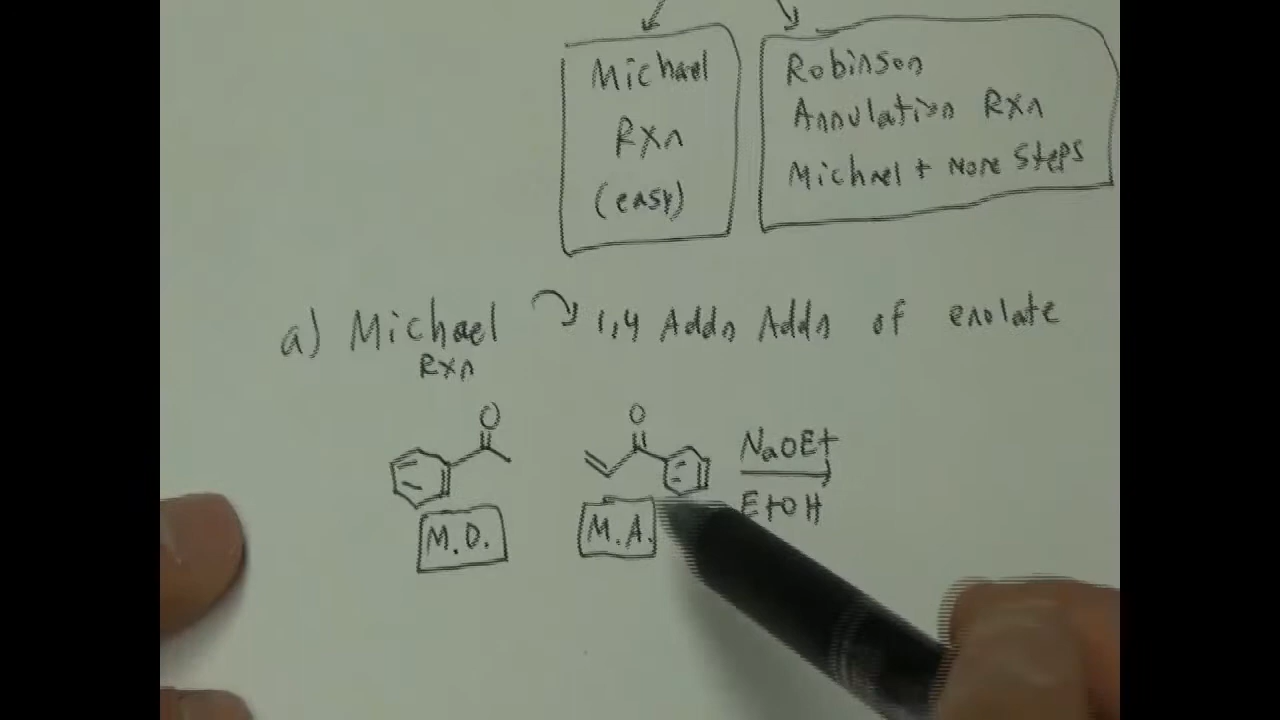 Michael
Rxn
(easy)
Robinson
Annulation Rxn
Michael + More Steps
a) Michael 1,4 Addn Addn of enolate
Rxn
O
O
NaOEt
EtOH
M.D.
M.A.